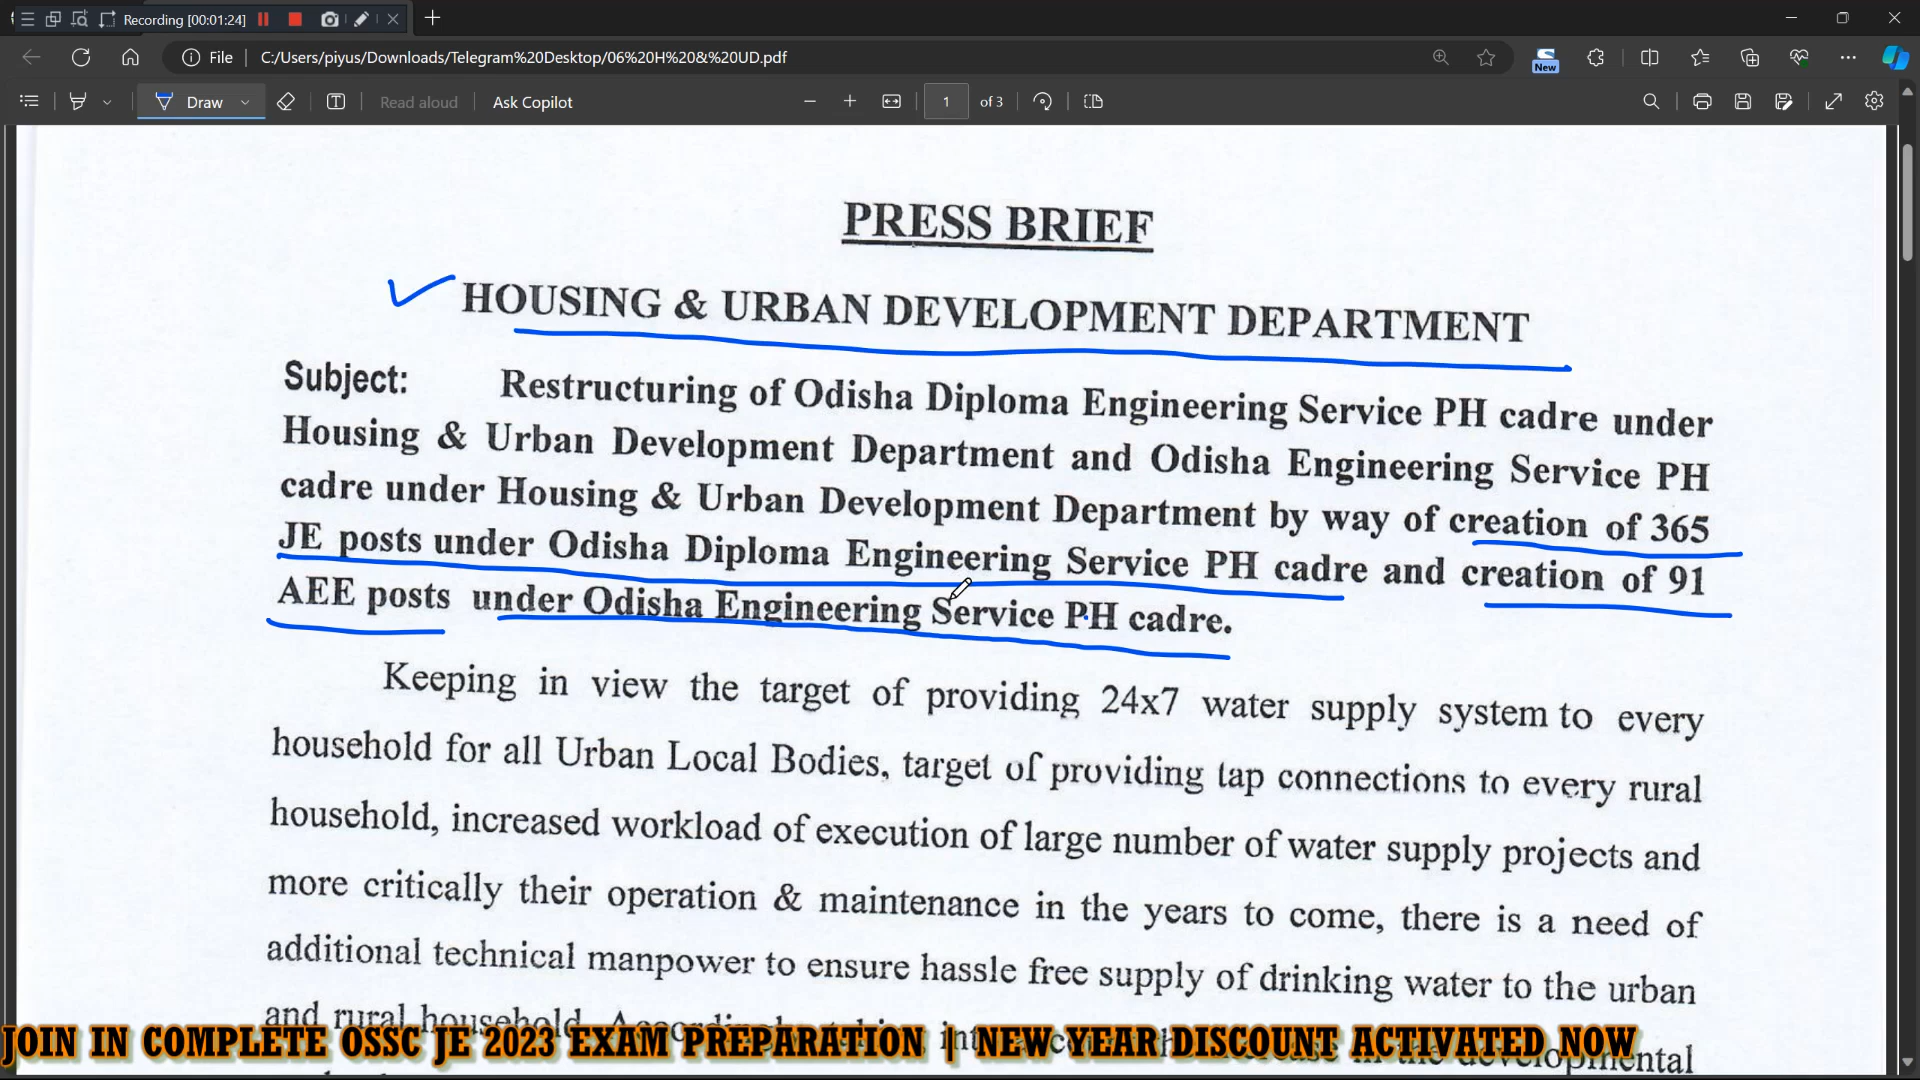 Recording [00:01:24]
File C:/Users/piyus/Downloads/Telegram%20Desktop/06%20H%20&%20UD.pdf
New
Draw Read aloud Ask Copilot 1 of 3
PRESS BRIEF
HOUSING & URBAN DEVELOPMENT DEPARTMENT
Subject: Restructuring of Odisha Diploma Engineering Service PH cadre under
Housing & Urban Development Department and Odisha Engineering Service PH
cadre under Housing & Urban Development Department by way of creation of 365
JE posts under Odisha Diploma Engineering Service PH cadre and creation of 91
AEE posts under Odisha Engineering Service PH cadre.
Keeping in view the target of providing 24x7 water supply system to every
household for all Urban Local Bodies, target of providing tap connections to every rural
household, increased workload of execution of large number of water supply projects and
more critically their operation & maintenance in the years to come, there is a need of
additional technical manpower to ensure hassle free supply of drinking water to the urban
and rural household. developmental
JOIN IN COMPLETE OSSC JE 2023 EXAM PREPARATION | NEW YEAR DISCOUNT ACTIVATED NOW